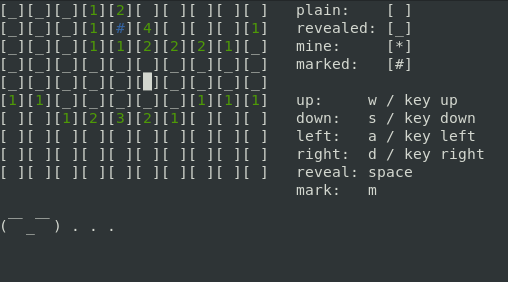 [_][_][_][1][2][ ][ ][ ][ ][ ]   plain:    [ ]
[_][_][_][1][#][4][ ][ ][ ][1]   revealed: [_]
[_][_][_][1][1][2][2][2][1][_]   mine:     [*]
[_][_][_][_][_][_][_][_][_][_]   marked:   [#]
[_][_][_][_][_][ ][_][_][_][_]
[1][1][_][_][_][_][_][1][1][1]   up:     w / key up
[ ][ ][1][2][3][2][1][ ][ ][ ]   down:   s / key down
[ ][ ][ ][ ][ ][ ][ ][ ][ ][ ]   left:   a / key left
[ ][ ][ ][ ][ ][ ][ ][ ][ ][ ]   right:  d / key right
[ ][ ][ ][ ][ ][ ][ ][ ][ ][ ]   reveal: space
mark:   m
(￣_￣) . . .